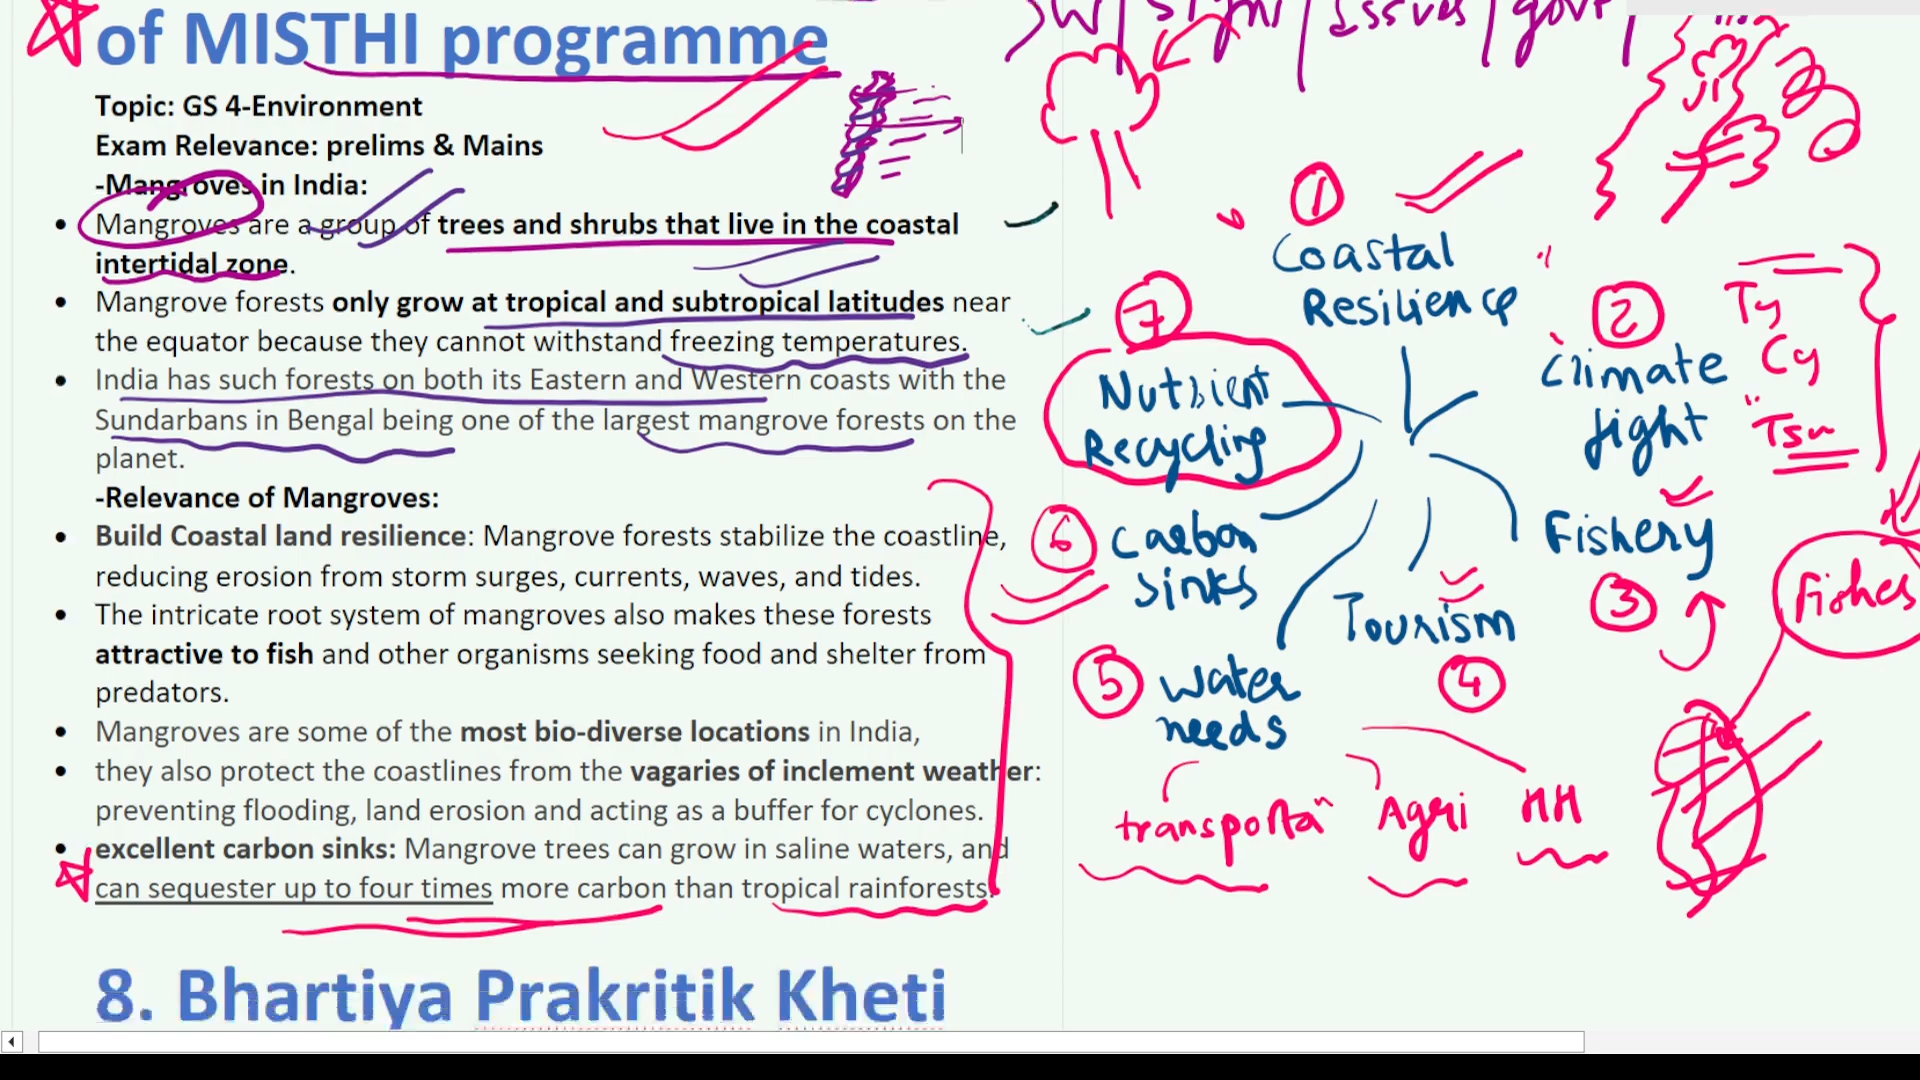 of MISTHI programme
Topic: GS 4-Environment
Exam Relevance: prelims & Mains
-Mangroves in India:
• Mangroves are a group of trees and shrubs that live in the coastal
intertidal zone.
• Mangrove forests only grow at tropical and subtropical latitudes near
the equator because they cannot withstand freezing temperatures.
• India has such forests on both its Eastern and Western coasts with the
Sundarbans in Bengal being one of the largest mangrove forests on the
planet.
-Relevance of Mangroves:
• Build Coastal land resilience: Mangrove forests stabilize the coastline,
reducing erosion from storm surges, currents, waves, and tides.
• The intricate root system of mangroves also makes these forests
attractive to fish and other organisms seeking food and shelter from
predators.
• Mangroves are some of the most bio-diverse locations in India,
• they also protect the coastlines from the vagaries of inclement weather:
preventing flooding, land erosion and acting as a buffer for cyclones.
• excellent carbon sinks: Mangrove trees can grow in saline waters, and
can sequester up to four times more carbon than tropical rainforests.
8. Bhartiya Prakritik Kheti
Issues / govt /
1
Coastal
Resilience
2
Climate
fight
Ty
Cy
Tsu
Fishery
3
Fishes
Tourism
4
5
Water
needs
transporta"
Agri
HH
6
Carbon
sinks
7
Nutrient
Recycling